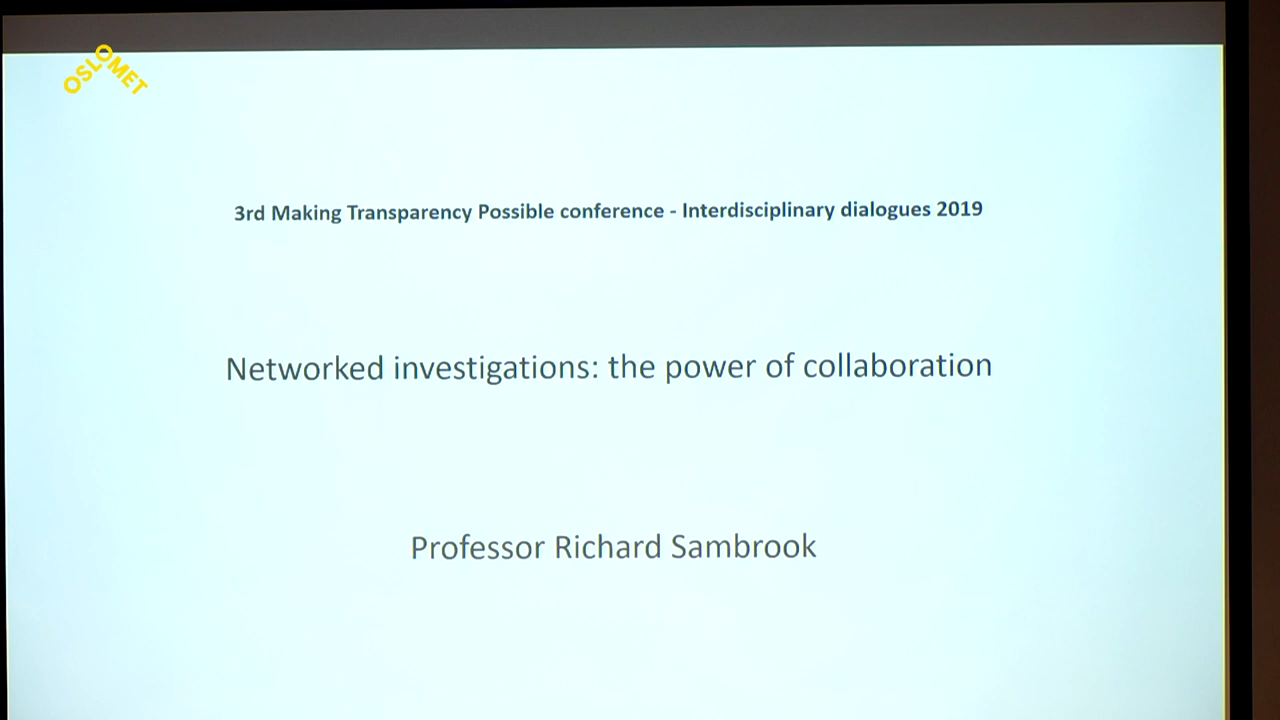 OSLOMET
3rd Making Transparency Possible conference - Interdisciplinary dialogues 2019
Networked investigations: the power of collaboration
Professor Richard Sambrook